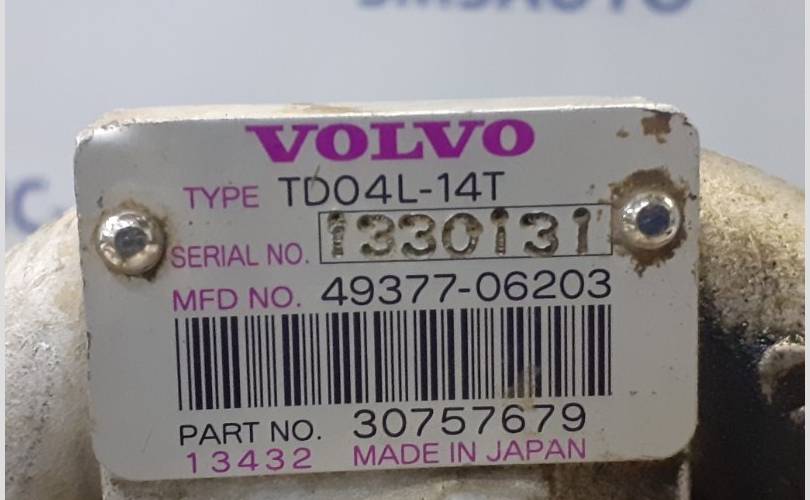 VOLVO
TYPE TD04L-14T
SERIAL NO. 1330131
MFD NO. 49377-06203
PART NO. 30757679
13432 MADE IN JAPAN